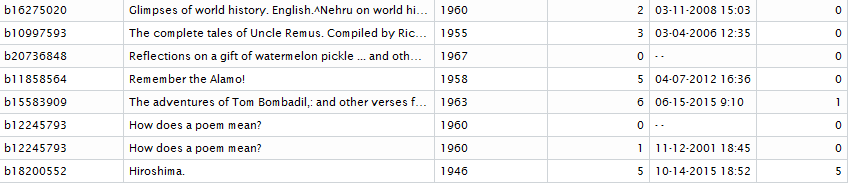 b16275020 Glimpses of world history. English.^Nehru on world hi... 1960 2 03-11-2008 15:03 0
b10997593 The complete tales of Uncle Remus. Compiled by Ric... 1955 3 03-04-2006 12:35 0
b20736848 Reflections on a gift of watermelon pickle ... and oth... 1967 0 - - 0
b11858564 Remember the Alamo! 1958 5 04-07-2012 16:36 0
b15583909 The adventures of Tom Bombadil,: and other verses f... 1963 6 06-15-2015 9:10 1
b12245793 How does a poem mean? 1960 0 - - 0
b12245793 How does a poem mean? 1960 1 11-12-2001 18:45 0
b18200552 Hiroshima. 1946 5 10-14-2015 18:52 5